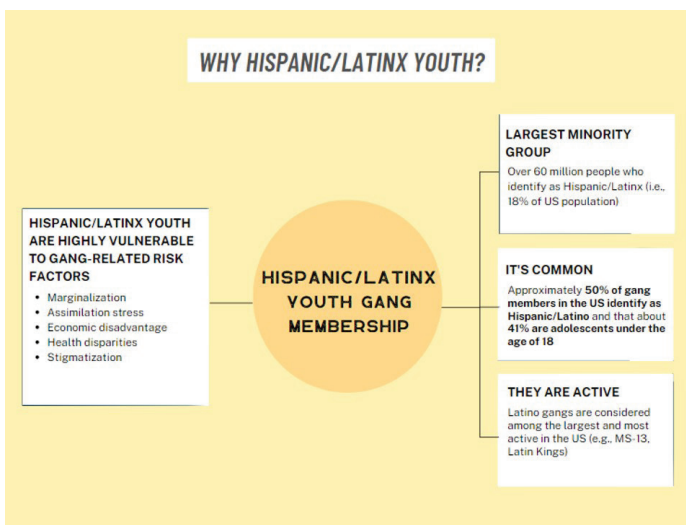 WHY HISPANIC/LATINX YOUTH?
HISPANIC/LATINX YOUTH
ARE HIGHLY VULNERABLE
TO GANG-RELATED RISK
FACTORS
• Marginalization
• Assimilation stress
• Economic disadvantage
• Health disparities
• Stigmatization
HISPANIC/LATINX
YOUTH GANG
MEMBERSHIP
LARGEST MINORITY
GROUP
Over 60 million people who
identify as Hispanic/Latinx (i.e.,
18% of US population)
IT'S COMMON
Approximately 50% of gang
members in the US identify as
Hispanic/Latino and that about
41% are adolescents under the
age of 18
THEY ARE ACTIVE
Latino gangs are considered
among the largest and most
active in the US (e.g., MS-13,
Latin Kings)